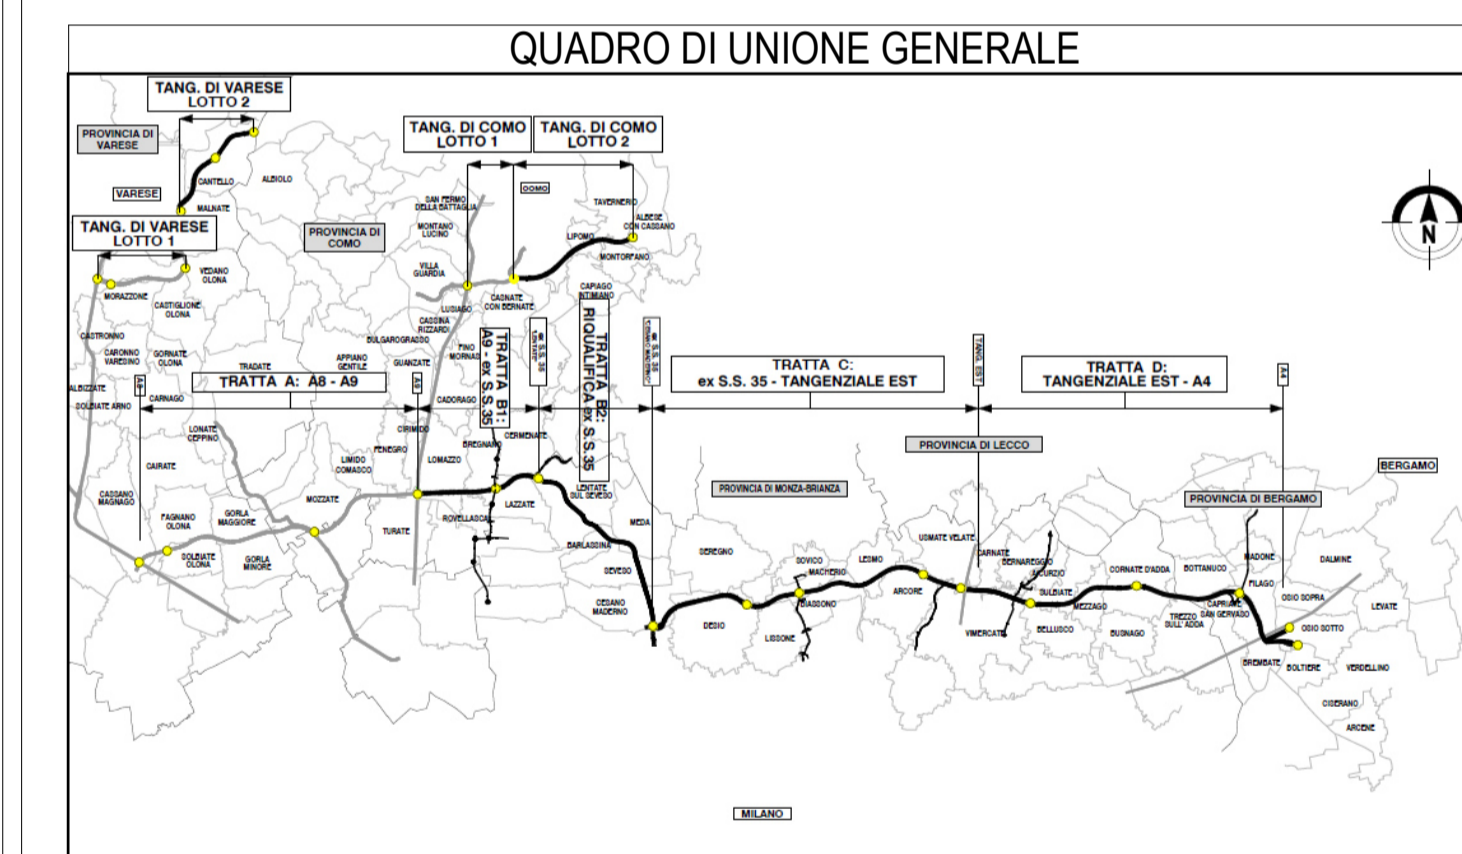 QUADRO DI UNIONE GENERALE
TANG. DI VARESE
LOTTO 2
PROVINCIA DI
VARESE
TANG. DI COMO
LOTTO 1
TANG. DI COMO
LOTTO 2
CANTELLO
ALBIOLO
VARESE
MALNATE
COMO
SAN FERMO
DELLA BATTAGLIA
TAVERNERIO
ALBESE
CON CASSANO
TANG. DI VARESE
LOTTO 1
PROVINCIA DI
COMO
MONTANO
LUCINO
LIPOMO
MONTORFANO
N
VEDANO
OLONA
VILLA
GUARDIA
MORAZZONE
CASTIGLIONE
OLONA
CASNATE
CON BERNATE
CAPIAGO
INTIMIANO
LUISAGO
CASSINA
RIZZARDI
CASTRONNO
BULGAROGRASSO
CARONNO
VARESINO
GORNATE
OLONA
TRADATE
APPIANO
GENTILE
GUANZATE
FINO
MORNAS
TRATTA B1:
A9 - ex S.S.35
ex S.S. 35
TRATTA B2:
RIQUALIFICA ex S.S.35
ex S.S. 35
TANG. EST
A4
TRATTA C:
ex S.S. 35 - TANGENZIALE EST
TRATTA D:
TANGENZIALE EST - A4
ALBIZZATE
A8
TRATTA A: A8 - A9
A9
SOLBIATE ARNO
CARNAGO
CADORAGO
LONATE
CEPPINO
CIRIMIDO
CERMENATE
BREGNANO
FENEGRO
PROVINCIA DI LECCO
CAIRATE
LIMIDO
COMASCO
LOMAZZO
BERGAMO
CASSANO
MAGNAGO
MOZZATE
LAZZATE
LENTATE
SUL SEVESO
PROVINCIA DI MONZA-BRIANZA
PROVINCIA DI BERGAMO
FAGNANO
OLONA
GORLA
MAGGIORE
TURATE
ROVELLASCA
MEDA
SOLBIATE
OLONA
GORLA
MINORE
BARLASSINA
SEREGNO
SEVESO
SOVICO
MACHERIO
LESMO
USMATE VELATE
CARNATE
BERNAREGGIO
AICURZIO
CORNATE D'ADDA
BOTTANUCO
MADONE
DALMINE
FILAGO
CESANO
MADERNO
DESIO
BIASSONO
ARCORE
SULBIATE
MEZZAGO
CAPRIATE
SAN GERVASO
OSIO SOPRA
LEVATE
LISSONE
VIMERCATE
BELLUSCO
BUSNAGO
TREZZO
SULL' ADDA
OSIO SOTTO
BREMBATE
BOLTIERE
VERDELLINO
CISERANO
ARCENE
MILANO